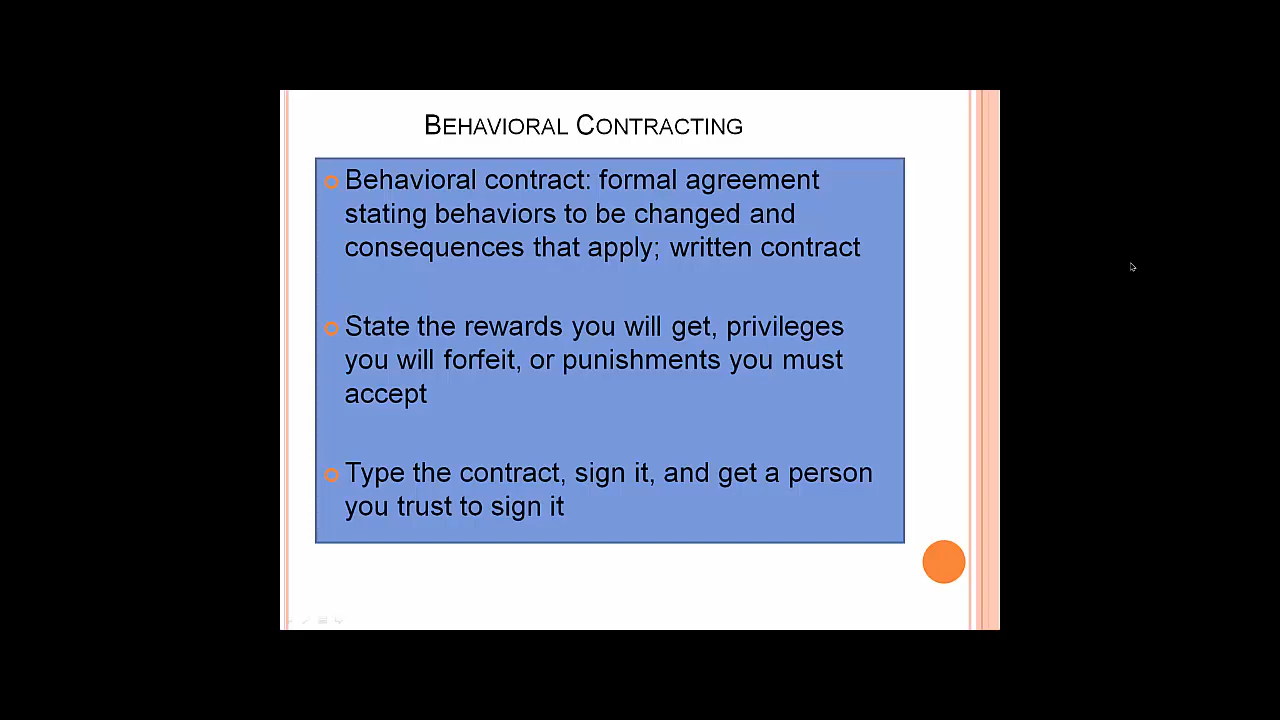 BEHAVIORAL CONTRACTING
Behavioral contract: formal agreement
stating behaviors to be changed and
consequences that apply; written contract
State the rewards you will get, privileges
you will forfeit, or punishments you must
accept
Type the contract, sign it, and get a person
you trust to sign it